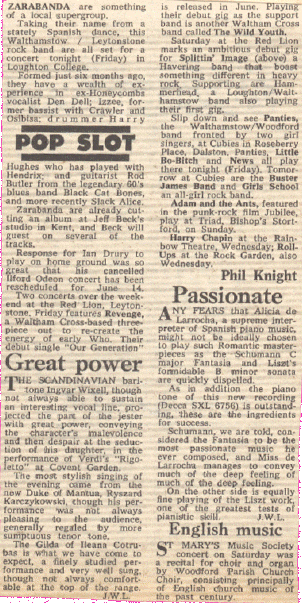 ZARABANDA are something
of a local supergroup.
Taking their name from a
stately Spanish dance, this
Walthamstow / Leytonstone
rock band are all set for a
concert tonight (Friday) in
Loughton College.
Formed just six months ago,
they have a wealth of ex-
perience in ex-Honeycombs
vocalist Den Dell; Izzee, for-
mer bassist with Crawler and
Osibisa; drummer Harry
POP SLOT
Hughes who has played with
Hendrix; and guitarist Rod
Butler from the legendary 60's
blues band Black Cat Bones,
and more recently Slack Alice.
Zarabanda are already cut-
ting an album at Jeff Beck's
studio in Kent, and Beck will
guest on several of the
tracks.
Response for Ian Dury to
play on home ground was so
great that his cancelled
Ilford Odeon concert has been
rescheduled for June 14.
Two concerts over the week-
end at the Red Lion, Leyton-
stone. Friday features Revenge,
a Waltham Cross-based three-
piece out to re-create the
energy of early Who. Their
debut single "Our Generation"
is released in June. Playing
their debut gig as the support
band is another Waltham Cross
band called The Wild Youth.
Saturday at the Red Lion
marks an ambitious debut gig
for Splittin' Image (above) a
Havering band that boast
something different in heavy
rock. Supporting are Ham-
merhead, a Loughton/Walt-
hamstow band also playing
their first gig.
Slip down and see Panties,
the Walthamstow/Woodford
band fronted by two girl
singers, at Cubies in Roseberry
Place, Dalston. Panties, Little
Bo-Bitch and News all play
there tonight (Friday). Tomor-
row at Cubies are the Buster
James Band and Girls School
an all-girl rock band.
Adam and the Ants, featured
in the punk-rock film Jubilee,
play at Triad, Bishop's Stort-
ford, on Sunday.
Harry Chapin at the Rain-
bow Theatre, Wednesday; Roll-
Ups at the Rock Garden, also
Wednesday.
Phil Knight
Great power
THE SCANDINAVIAN bari-
tone Ingvar Wixell, though
not always able to sustain
an interesting vocal line, pro-
jected the part of the jester
with great power, conveying
the character's malevolence
and then despair at the seduc-
tion of his daughter, in the
performance of Verdi's "Rigo-
letto" at Covent Garden.
The most stylish singing of
the evening came from the
new Duke of Mantua, Ryszard
Karczykowski, though his per-
formance was not always
pleasing to the audience,
generally regaled by more
sumptuous tenor tone.
The Gilda of Ileana Cotru-
bas is what we have come to
expect, a finely studied per-
formance and very well sung,
though not always comfort-
able at the top of the range.
J.W.L.
Passionate
ANY FEARS that Alicia de
Larrocha, a supreme inter-
preter of Spanish piano music,
might not be ideally chosen
to play such Romantic master-
pieces as the Schumann C
major Fantasia and Liszt's
fomidable B minor sonata
are quickly dispelled.
As in addition the piano
tone of this new recording
(Decca SXL 6756) is outstand-
ing, these are the ingredients
for success.
Schumann, we are told, con-
sidered the Fantasia to be the
most passionate music he
ever composed, and Miss de
Larrocha manages to convey
much of the deep feeling of
much of the deep feeling.
On the other side is equally
fine playing of the Liszt work,
one of the greatest tests of
pianistic skill. J.W.L.
English music
ST MARY'S Music Society
concert on Saturday was
a recital for choir and organ
by Woodford Parish Church
Choir, consisting principally
of English church music of
the past century.